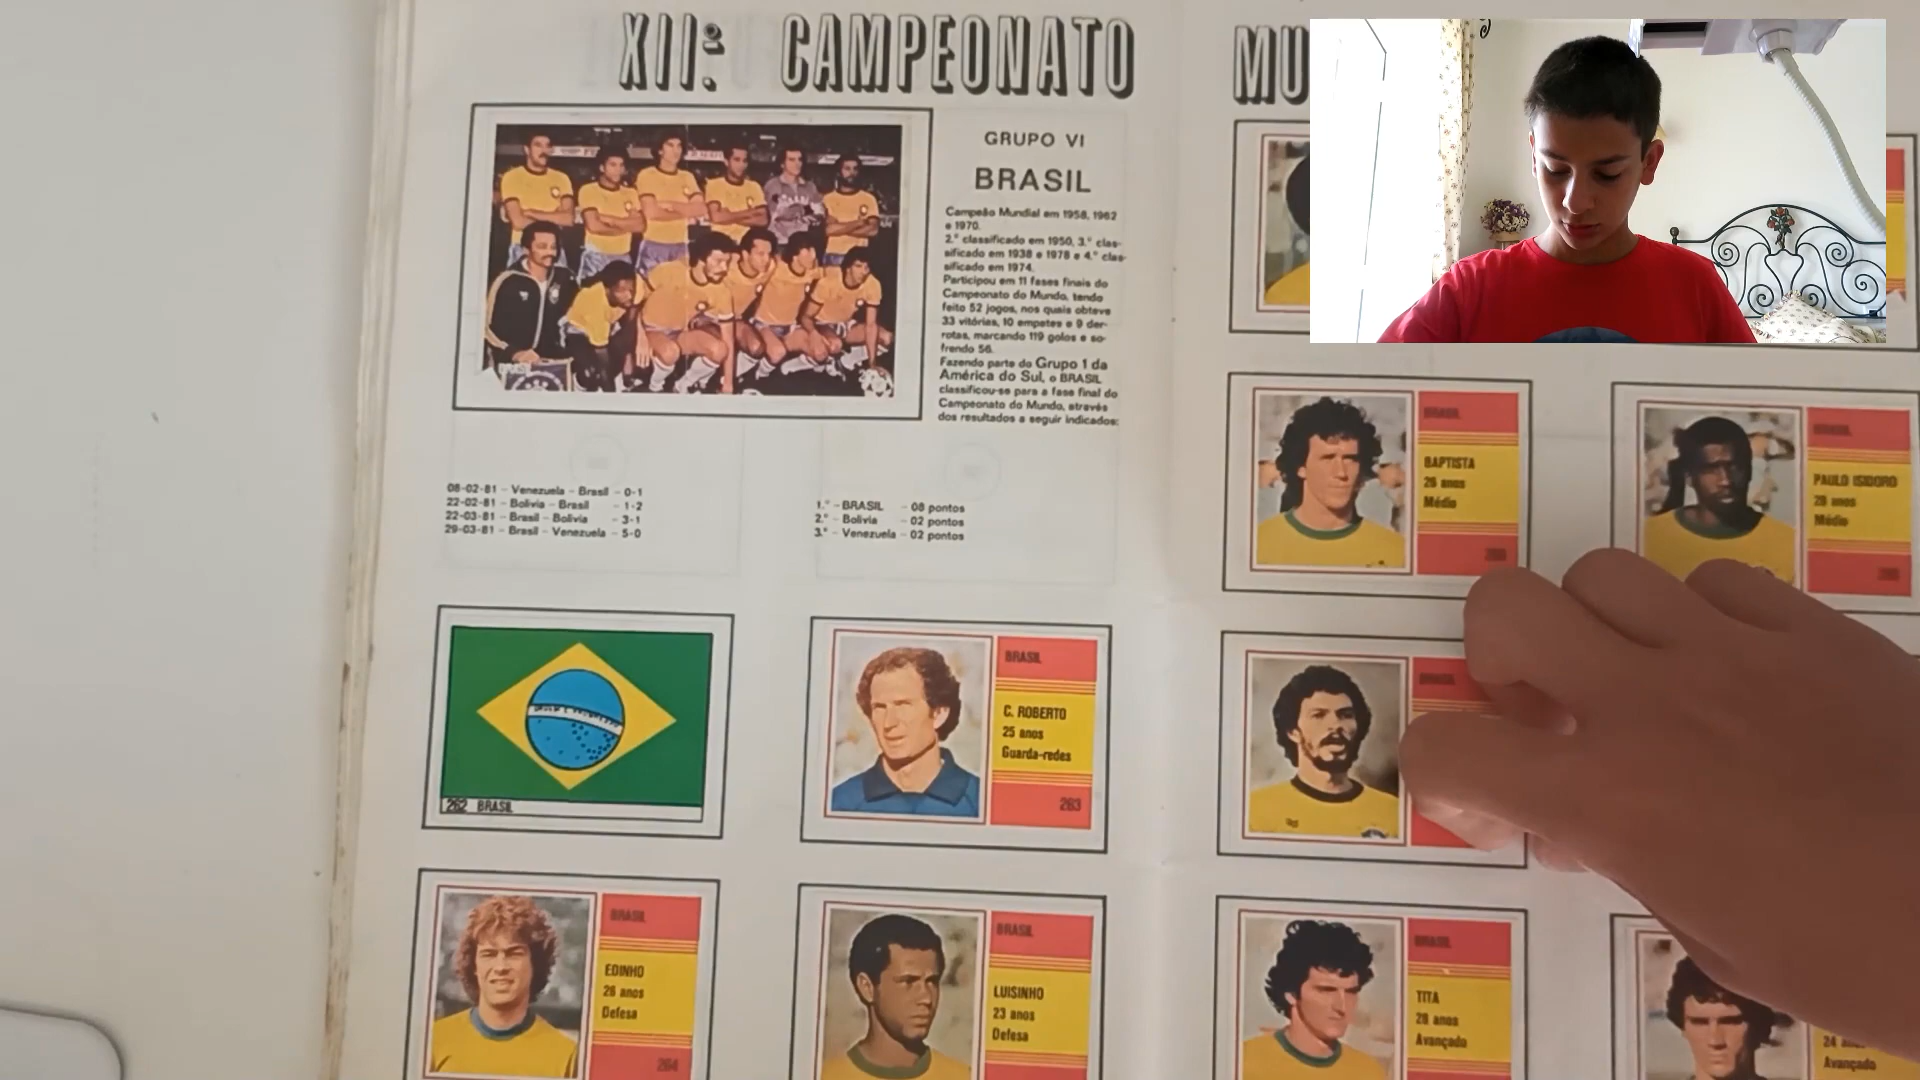 XII: CAMPEONATO MU
GRUPO VI
BRASIL
Campeão Mundial em 1958, 1962
e 1970.
2.º classificado em 1950, 3.º clas-
sificado em 1938 e 1978 e 4.º clas-
sificado em 1974.
Participou em 11 fases finais do
Campeonato do Mundo, tendo
feito 52 jogos, nos quais obteve
33 vitórias, 10 empates e 9 der-
rotas, marcando 119 golos e so-
frendo 56.
Fazendo parte do Grupo 1 da
América do Sul, o BRASIL
classificou-se para a fase final do
Campeonato do Mundo, através
dos resultados a seguir indicados:
08-02-81 - Venezuela - Brasil - 0-1
22-02-81 - Bolivia - Brasil - 1-2
22-03-81 - Brasil - Bolivia - 3-1
29-03-81 - Brasil - Venezuela - 5-0
1.º - BRASIL - 08 pontos
2.º - Bolivia - 02 pontos
3.º - Venezuela - 02 pontos
262 BRASIL
BRASIL
C. ROBERTO
25 anos
Guarda-redes
263
BRASIL
EDINHO
26 anos
Defesa
264
BRASIL
LUISINHO
23 anos
Defesa
BRASIL
BAPTISTA
26 anos
Médio
BRASIL
PAULO ISIDORO
28 anos
Médio
BRASIL
BRASIL
TITA
28 anos
Avançado
24 anos
Avançado